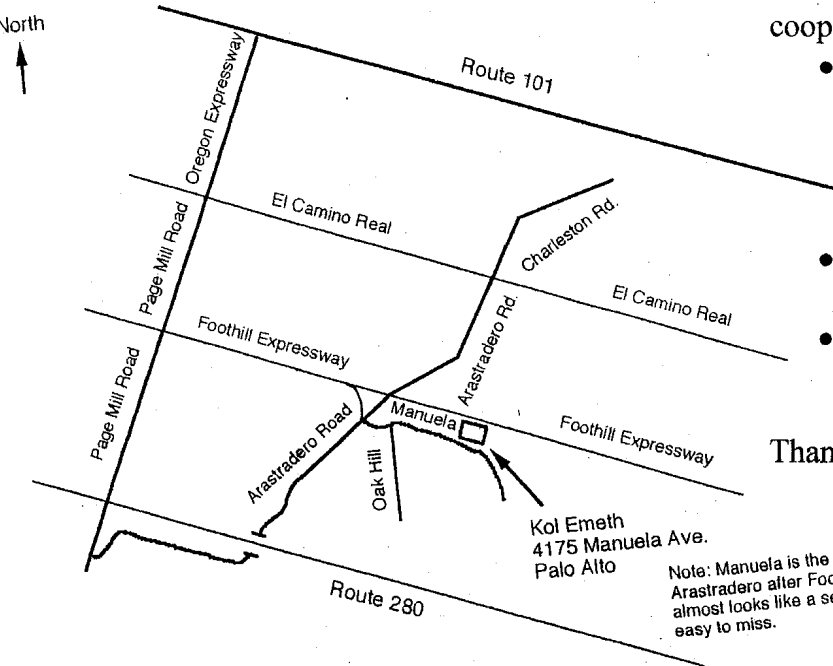 North
coop
Route 101
Oregon Expressway
El Camino Real
Charleston Rd.
Page Mill Road
El Camino Real
Foothill Expressway
Arastradero Rd.
Page Mill Road
Manuela
Foothill Expressway
Arastradero Road
Oak Hill
Than
Kol Emeth
4175 Manuela Ave.
Palo Alto
Route 280
Note: Manuela is the
Arastradero after Foo
almost looks like a se
easy to miss.